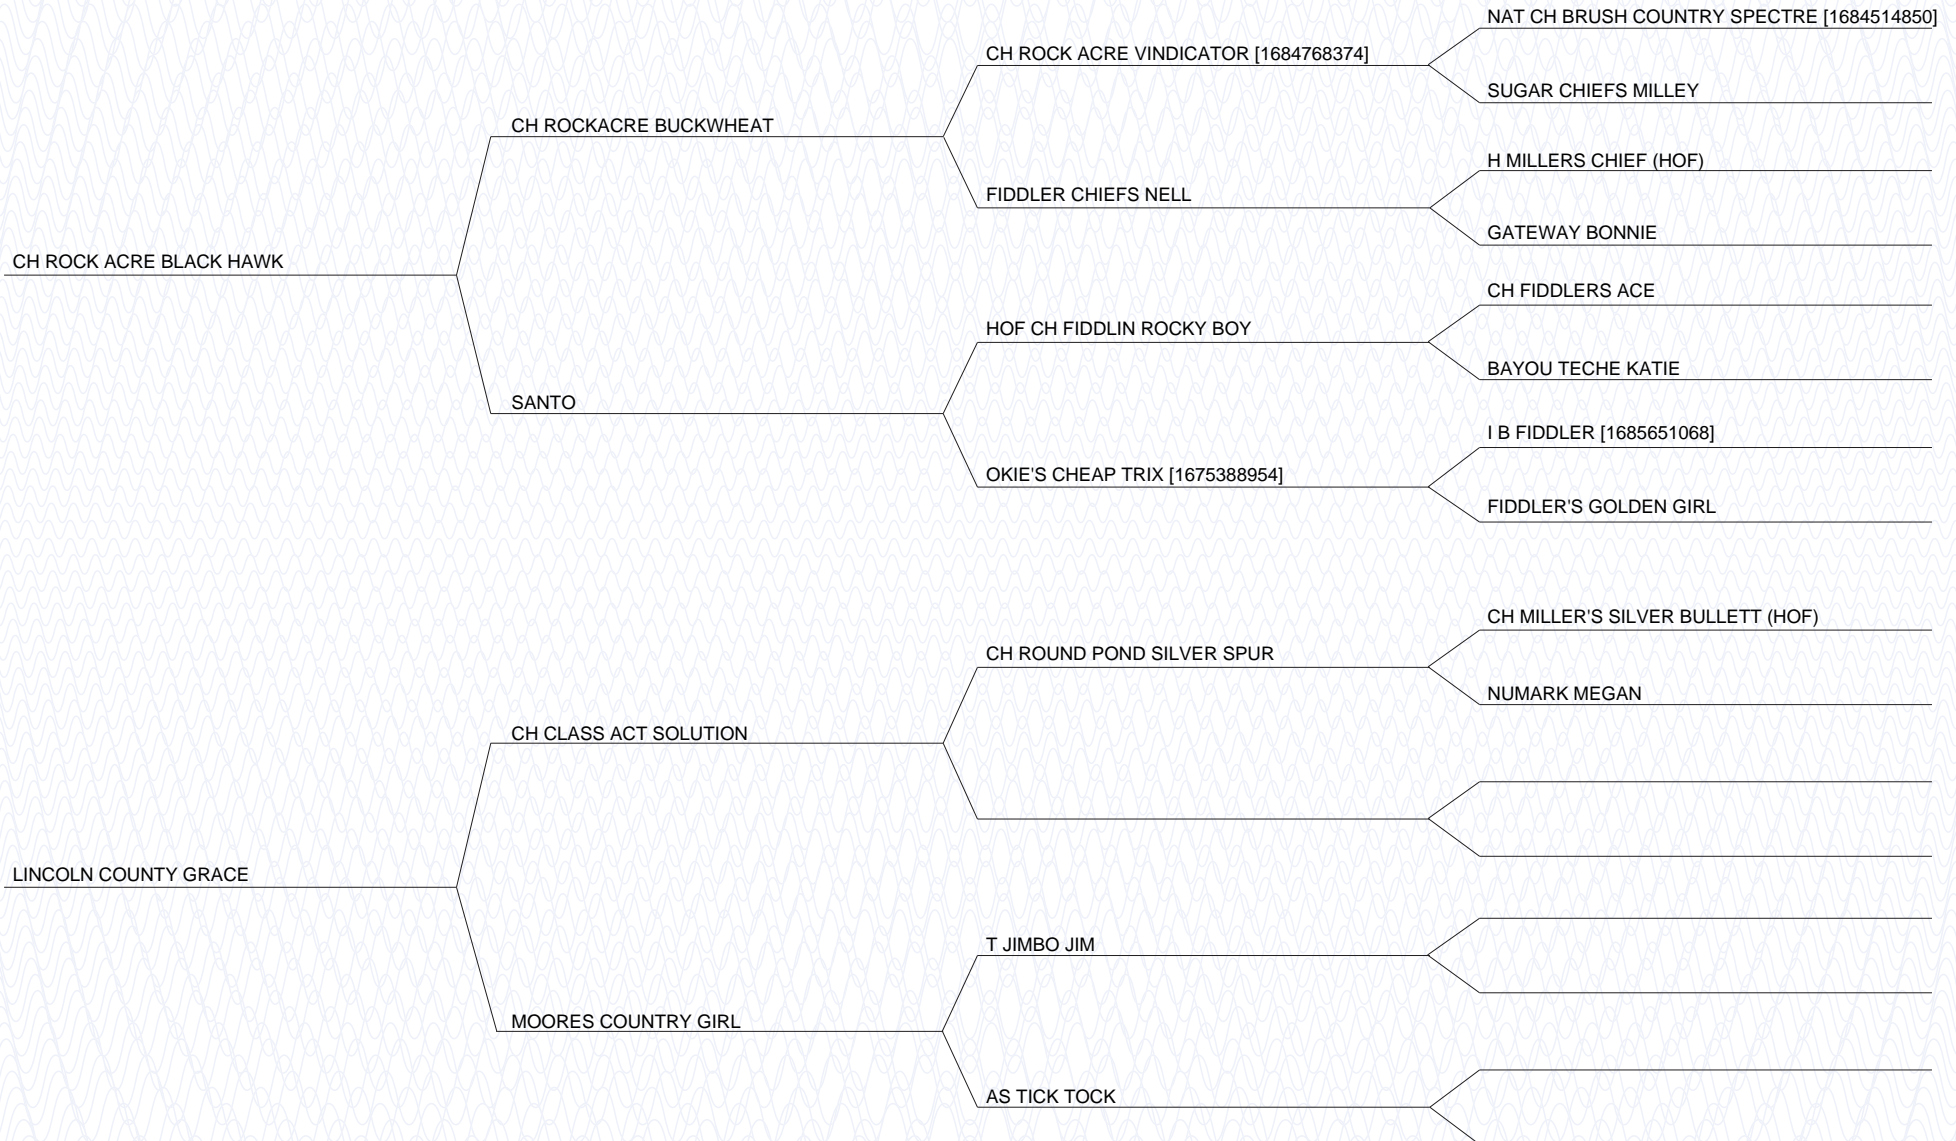 NAT CH BRUSH COUNTRY SPECTRE [1684514850]
CH ROCK ACRE VINDICATOR [1684768374]
SUGAR CHIEFS MILLEY
CH ROCKACRE BUCKWHEAT
H MILLERS CHIEF (HOF)
FIDDLER CHIEFS NELL
GATEWAY BONNIE
CH ROCK ACRE BLACK HAWK
CH FIDDLERS ACE
HOF CH FIDDLIN ROCKY BOY
BAYOU TECHE KATIE
SANTO
I B FIDDLER [1685651068]
OKIE'S CHEAP TRIX [1675388954]
FIDDLER'S GOLDEN GIRL
CH MILLER'S SILVER BULLETT (HOF)
CH ROUND POND SILVER SPUR
NUMARK MEGAN
CH CLASS ACT SOLUTION
LINCOLN COUNTY GRACE
T JIMBO JIM
MOORES COUNTRY GIRL
AS TICK TOCK